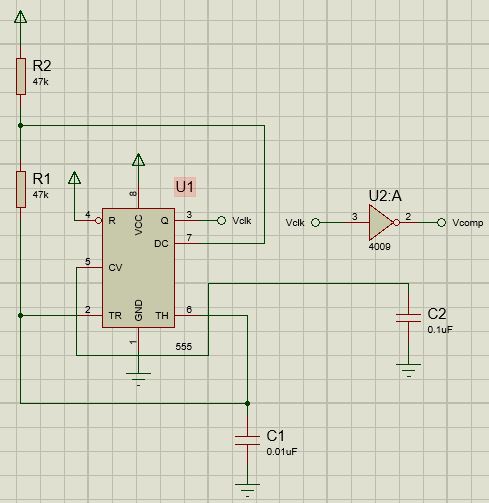 R2
47k
R1
47k
U1
U2:A
8
4 R VCC Q 3 Vclk
Vclk 3 2 Vcomp
DC 7
4009
5 CV
2 TR GND TH 6
1
555
C2
0.1uF
C1
0.01uF